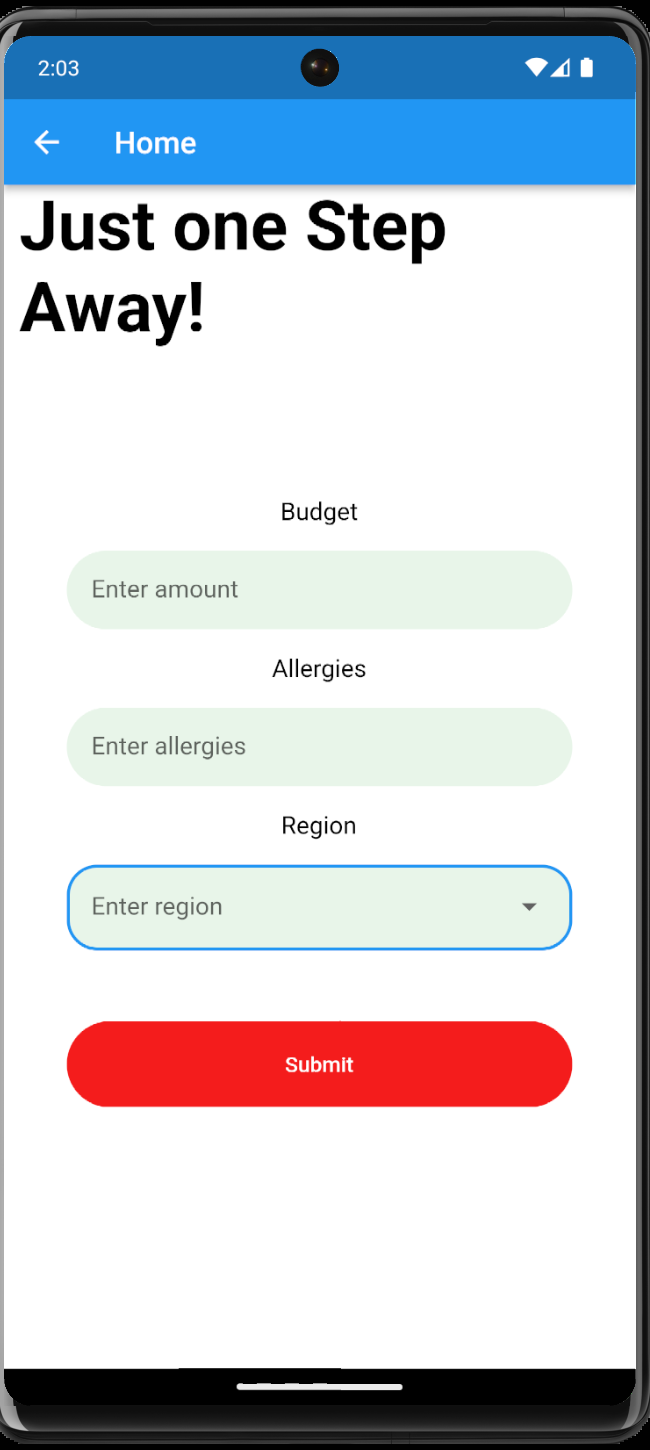 2:03
Home
Just one Step
Away!
Budget
Enter amount
Allergies
Enter allergies
Region
Enter region
Submit